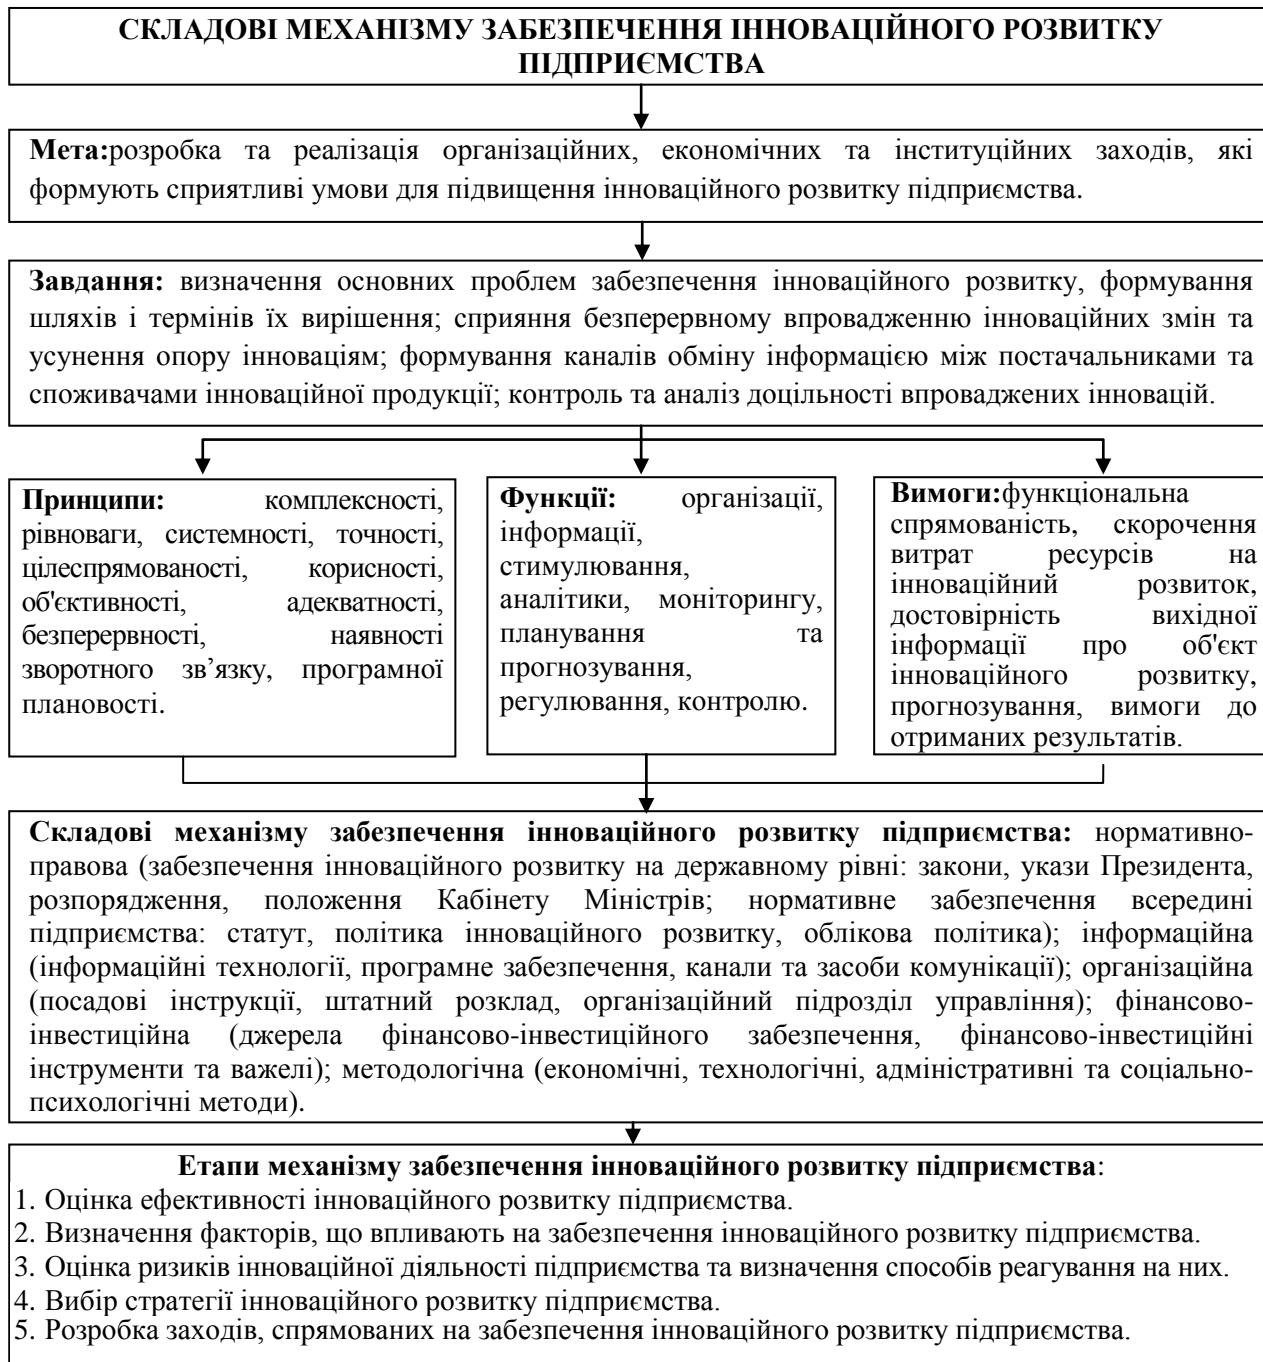 СКЛАДОВІ МЕХАНІЗМУ ЗАБЕЗПЕЧЕННЯ ІННОВАЦІЙНОГО РОЗВИТКУ
ПІДПРИЄМСТВА
Мета:розробка та реалізація організаційних, економічних та інституційних заходів, які
формують сприятливі умови для підвищення інноваційного розвитку підприємства.
Завдання: визначення основних проблем забезпечення інноваційного розвитку, формування
шляхів і термінів їх вирішення; сприяння безперервному впровадженню інноваційних змін та
усунення опору інноваціям; формування каналів обміну інформацією між постачальниками та
споживачами інноваційної продукції; контроль та аналіз доцільності впроваджених інновацій.
Принципи: комплексності,
рівноваги, системності, точності,
цілеспрямованості, корисності,
об'єктивності, адекватності,
безперервності, наявності
зворотного зв’язку, програмної
плановості.
Функції: організації,
інформації,
стимулювання,
аналітики, моніторингу,
планування та
прогнозування,
регулювання, контролю.
Вимоги:функціональна
спрямованість, скорочення
витрат ресурсів на
інноваційний розвиток,
достовірність вихідної
інформації про об'єкт
інноваційного розвитку,
прогнозування, вимоги до
отриманих результатів.
Складові механізму забезпечення інноваційного розвитку підприємства: нормативно-
правова (забезпечення інноваційного розвитку на державному рівні: закони, укази Президента,
розпорядження, положення Кабінету Міністрів; нормативне забезпечення всередині
підприємства: статут, політика інноваційного розвитку, облікова політика); інформаційна
(інформаційні технології, програмне забезпечення, канали та засоби комунікації); організаційна
(посадові інструкції, штатний розклад, організаційний підрозділ управління); фінансово-
інвестиційна (джерела фінансово-інвестиційного забезпечення, фінансово-інвестиційні
інструменти та важелі); методологічна (економічні, технологічні, адміністративні та соціально-
психологічні методи).
Етапи механізму забезпечення інноваційного розвитку підприємства:
1. Оцінка ефективності інноваційного розвитку підприємства.
2. Визначення факторів, що впливають на забезпечення інноваційного розвитку підприємства.
3. Оцінка ризиків інноваційної діяльності підприємства та визначення способів реагування на них.
4. Вибір стратегії інноваційного розвитку підприємства.
5. Розробка заходів, спрямованих на забезпечення інноваційного розвитку підприємства.